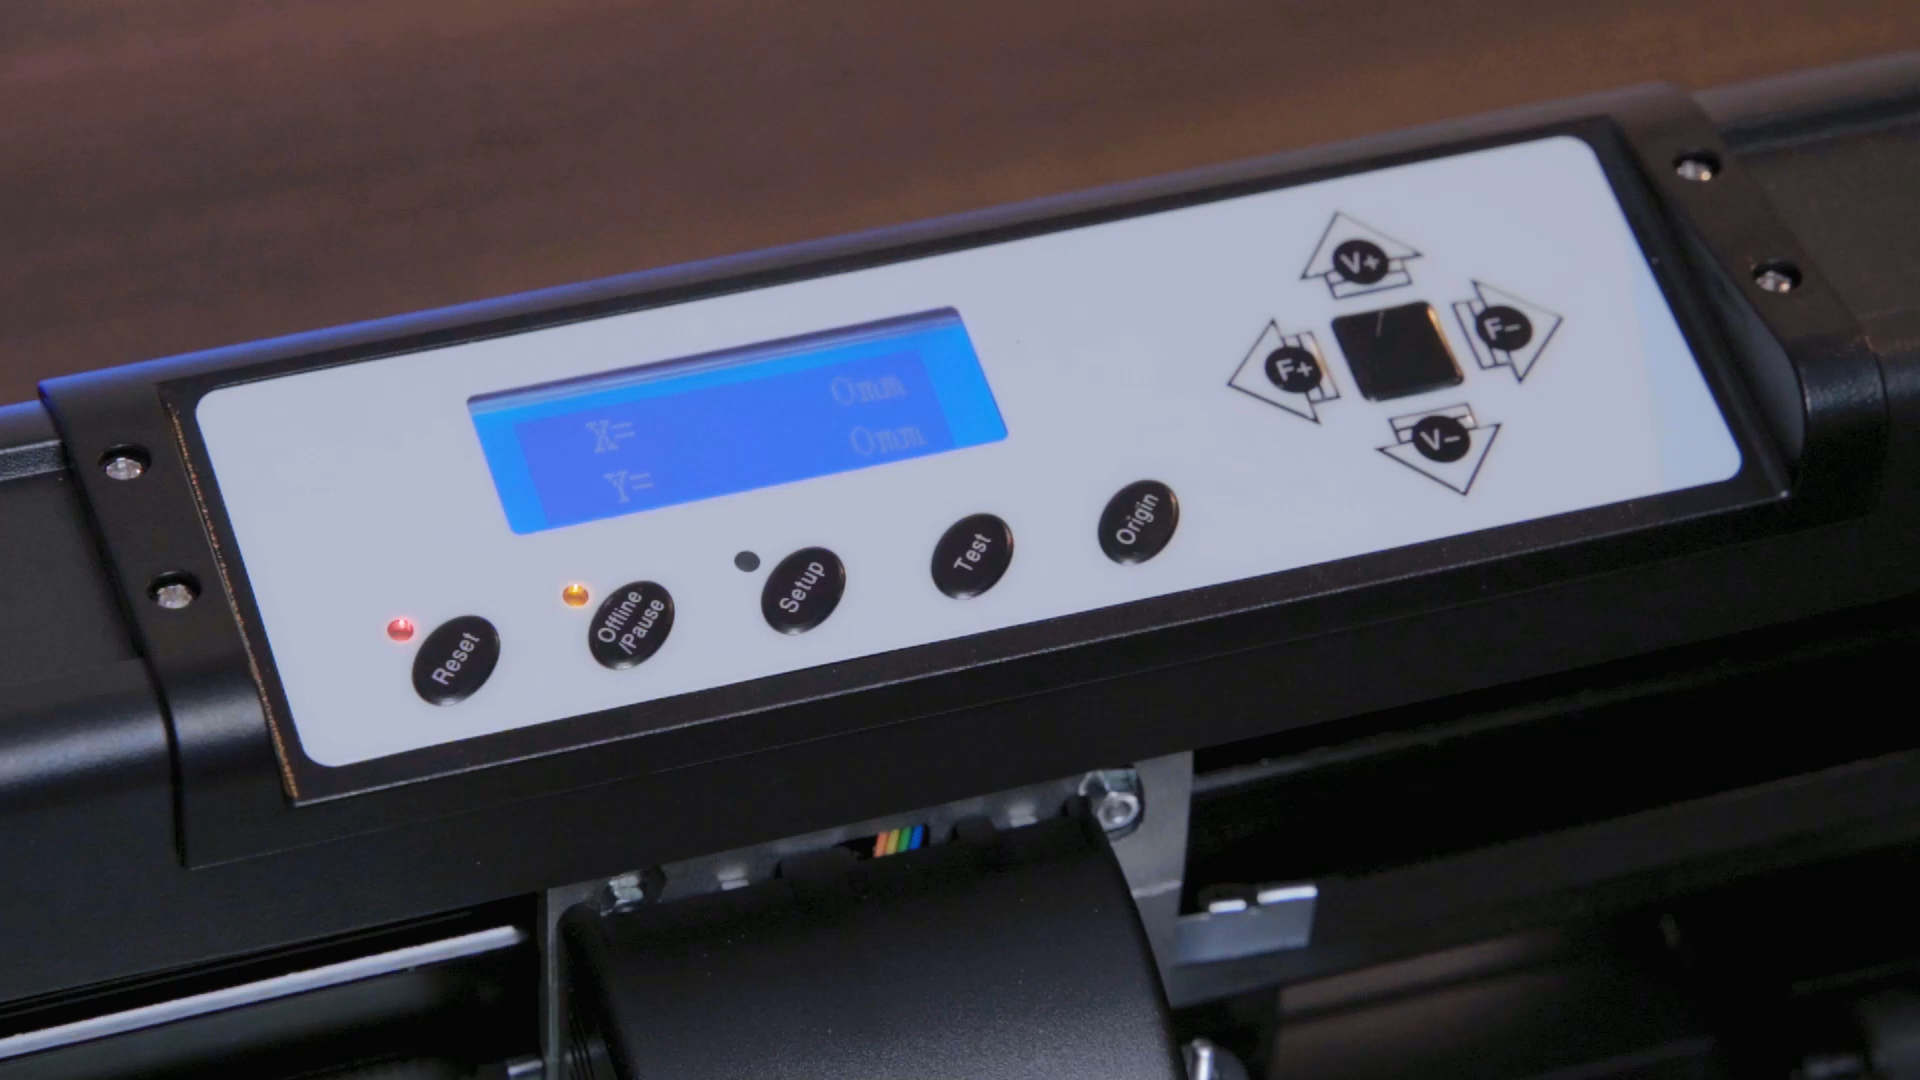 X= 0mm
Y= 0mm
V+
F+
F-
V-
Reset
Offline
/Pause
Setup
Test
Origin